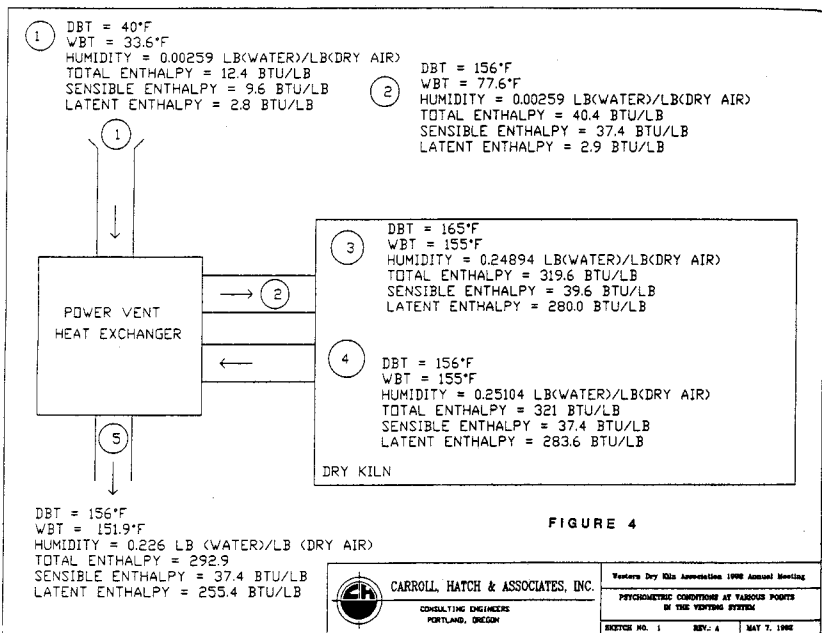 1
DBT = 40°F
WBT = 33.6°F
HUMIDITY = 0.00259 LB(WATER)/LB(DRY AIR)
TOTAL ENTHALPY = 12.4 BTU/LB
SENSIBLE ENTHALPY = 9.6 BTU/LB
LATENT ENTHALPY = 2.8 BTU/LB
2
DBT = 156°F
WBT = 77.6°F
HUMIDITY = 0.00259 LB(WATER)/LB(DRY AIR)
TOTAL ENTHALPY = 40.4 BTU/LB
SENSIBLE ENTHALPY = 37.4 BTU/LB
LATENT ENTHALPY = 2.9 BTU/LB
1
3
DBT = 165°F
WBT = 155°F
HUMIDITY = 0.24894 LB(WATER)/LB(DRY AIR)
TOTAL ENTHALPY = 319.6 BTU/LB
SENSIBLE ENTHALPY = 39.6 BTU/LB
LATENT ENTHALPY = 280.0 BTU/LB
2
POWER VENT
HEAT EXCHANGER
4
DBT = 156°F
WBT = 155°F
HUMIDITY = 0.25104 LB(WATER)/LB(DRY AIR)
TOTAL ENTHALPY = 321 BTU/LB
SENSIBLE ENTHALPY = 37.4 BTU/LB
LATENT ENTHALPY = 283.6 BTU/LB
DRY KILN
5
DBT = 156°F
WBT = 151.9°F
HUMIDITY = 0.226 LB (WATER)/LB (DRY AIR)
TOTAL ENTHALPY = 292.9
SENSIBLE ENTHALPY = 37.4 BTU/LB
LATENT ENTHALPY = 255.4 BTU/LB
FIGURE 4
CH
CARROLL, HATCH & ASSOCIATES, INC.
CONSULTING ENGINEERS
PORTLAND, OREGON
Western Dry Kiln Association 1992 Annual Meeting
PSYCHOMETRIC CONDITIONS AT VARIOUS POINTS
IN THE VENTING SYSTEM
SKETCH NO. 1 REV.: A MAY 7, 1992